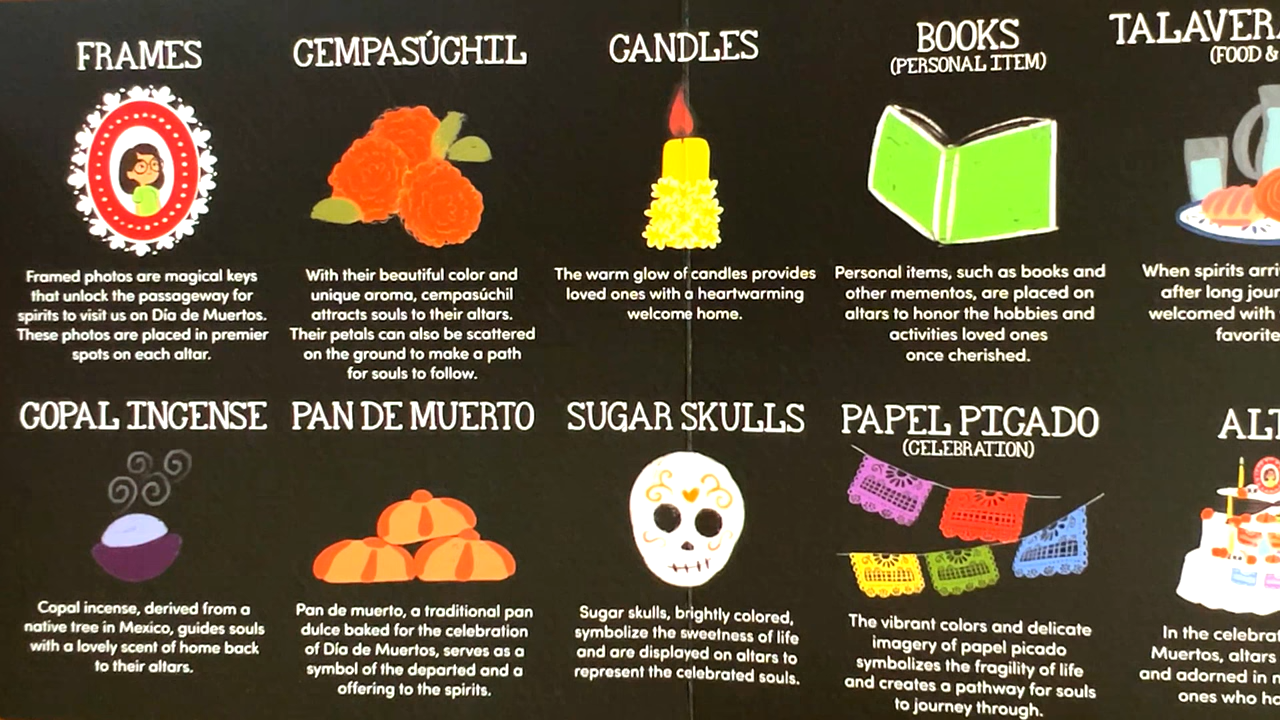 FRAMES
Framed photos are magical keys
that unlock the passageway for
spirits to visit us on Día de Muertos.
These photos are placed in premier
spots on each altar.
CEMPASÚCHIL
With their beautiful color and
unique aroma, cempasúchil
attracts souls to their altars.
Their petals can also be scattered
on the ground to make a path
for souls to follow.
CANDLES
The warm glow of candles provides
loved ones with a heartwarming
welcome home.
BOOKS
(PERSONAL ITEM)
Personal items, such as books and
other mementos, are placed on
altars to honor the hobbies and
activities loved ones
once cherished.
TALAVERA
(FOOD &
When spirits arri
after long jour
welcomed with
favorite
COPAL INCENSE
Copal incense, derived from a
native tree in Mexico, guides souls
with a lovely scent of home back
to their altars.
PAN DE MUERTO
Pan de muerto, a traditional pan
dulce baked for the celebration
of Día de Muertos, serves as a
symbol of the departed and a
offering to the spirits.
SUGAR SKULLS
Sugar skulls, brightly colored,
symbolize the sweetness of life
and are displayed on altars to
represent the celebrated souls.
PAPEL PICADO
(CELEBRATION)
The vibrant colors and delicate
imagery of papel picado
symbolizes the fragility of life
and creates a pathway for souls
to journey through.
AL
In the celebra
Muertos, altars
and adorned in
ones who ho